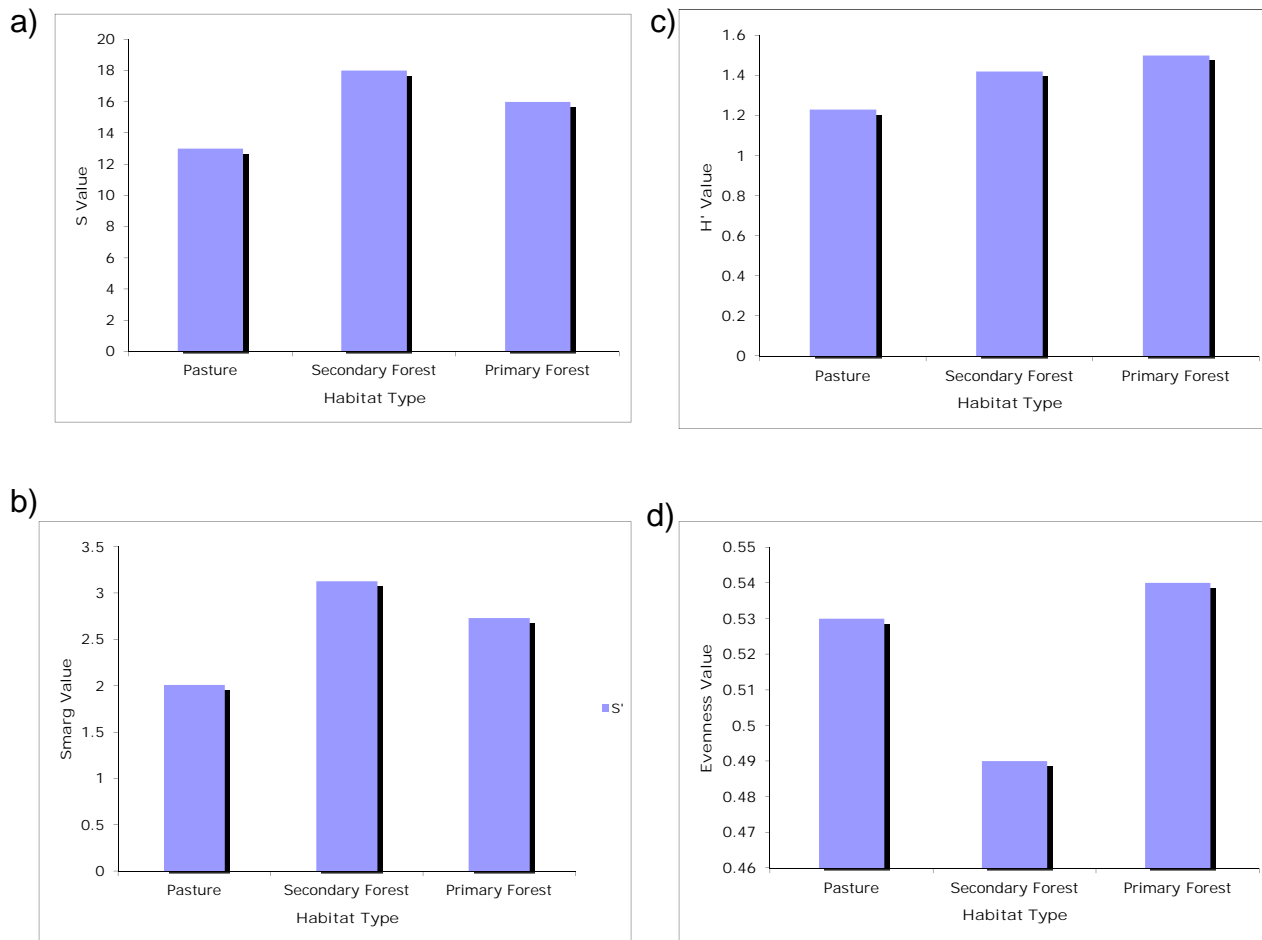 a)
20
18
16
14
12
10
8
6
4
2
0
S Value
Pasture Secondary Forest Primary Forest
Habitat Type
c)
1.6
1.4
1.2
1
0.8
0.6
0.4
0.2
0
H' Value
Pasture Secondary Forest Primary Forest
Habitat Type
b)
3.5
3
2.5
2
1.5
1
0.5
0
Smarg Value
S'
Pasture Secondary Forest Primary Forest
Habitat Type
d)
0.55
0.54
0.53
0.52
0.51
0.5
0.49
0.48
0.47
0.46
Evenness Value
Pasture Secondary Forest Primary Forest
Habitat Type